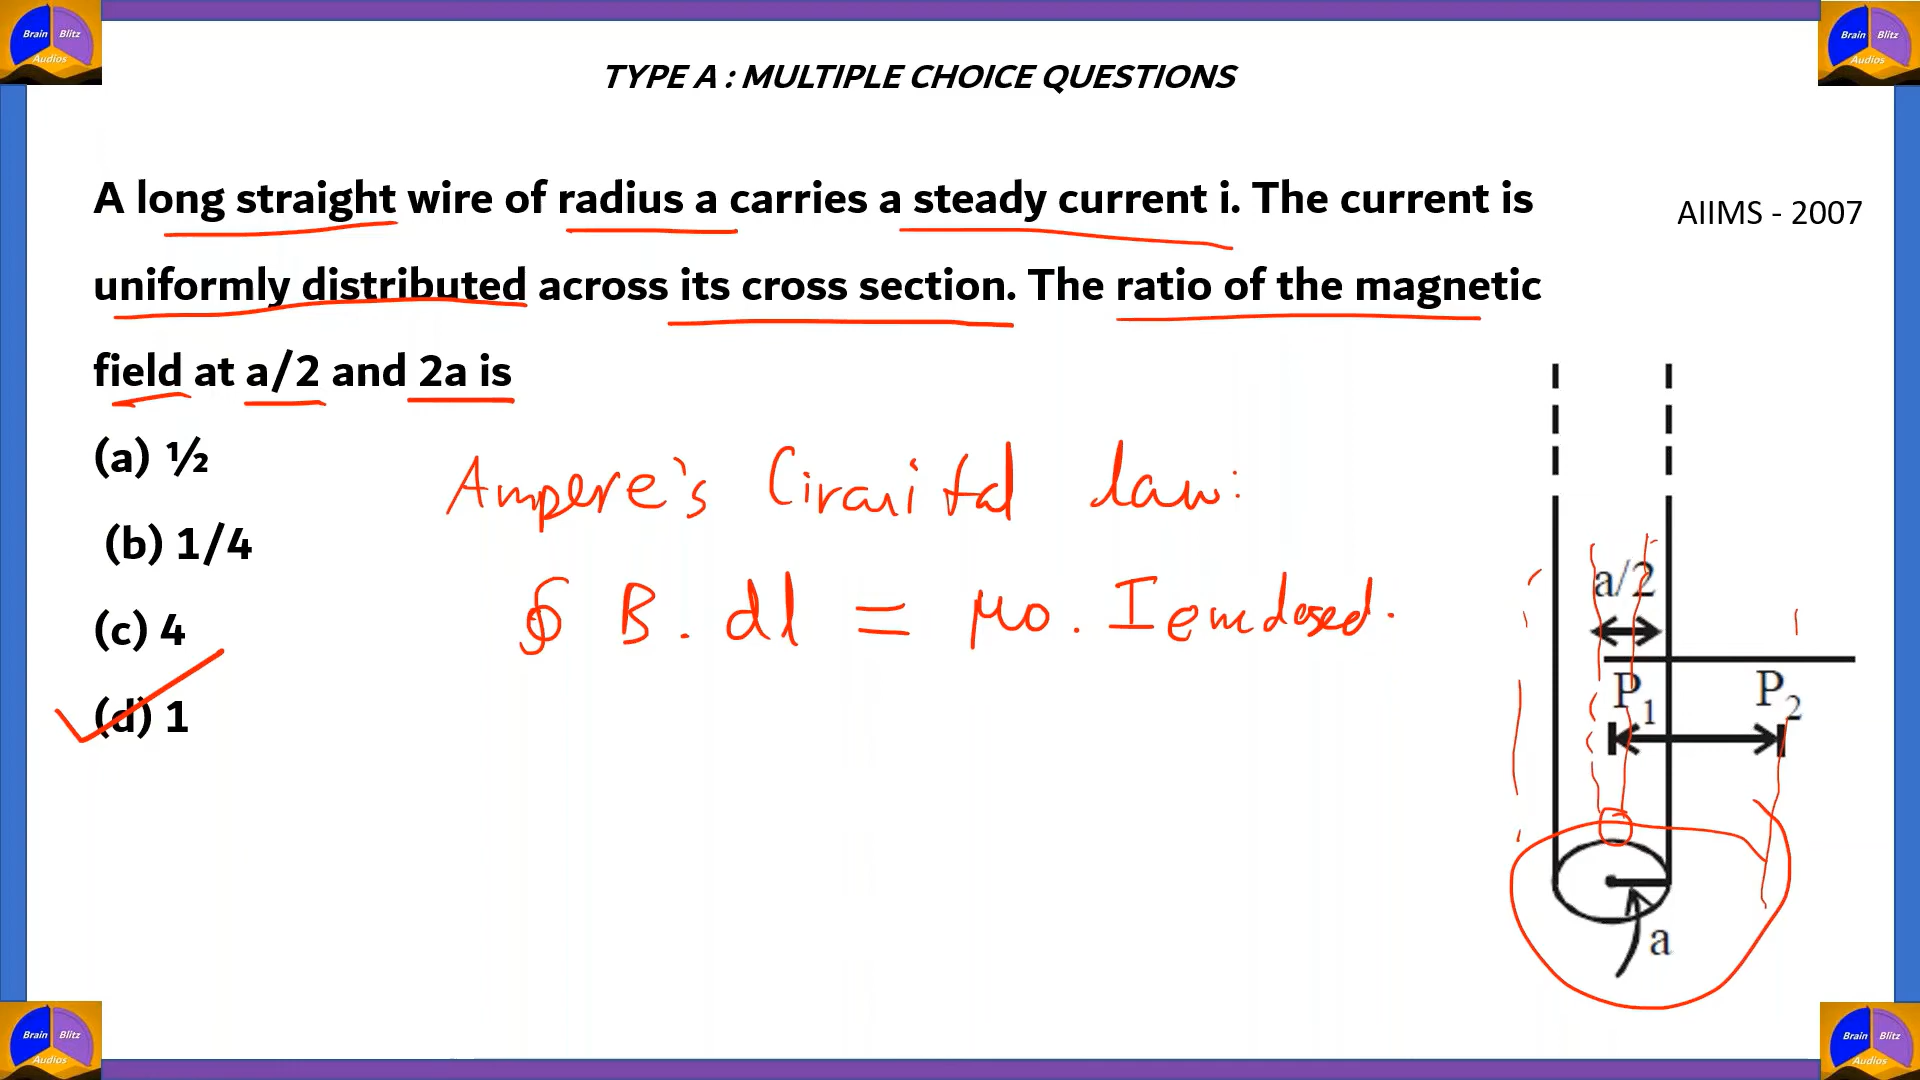 Brain Blitz
Audios
Brain Blitz
Audios
TYPE A : MULTIPLE CHOICE QUESTIONS
A long straight wire of radius a carries a steady current i. The current is
AIIMS - 2007
uniformly distributed across its cross section. The ratio of the magnetic
field at a/2 and 2a is
(a) ½
Ampere's Circuital law:
(b) 1/4
∮ B . dl = μo . I enclosed.
(c) 4
(d) 1
a/2
P₁
P₂
a
Brain Blitz
Audios
Brain Blitz
Audios